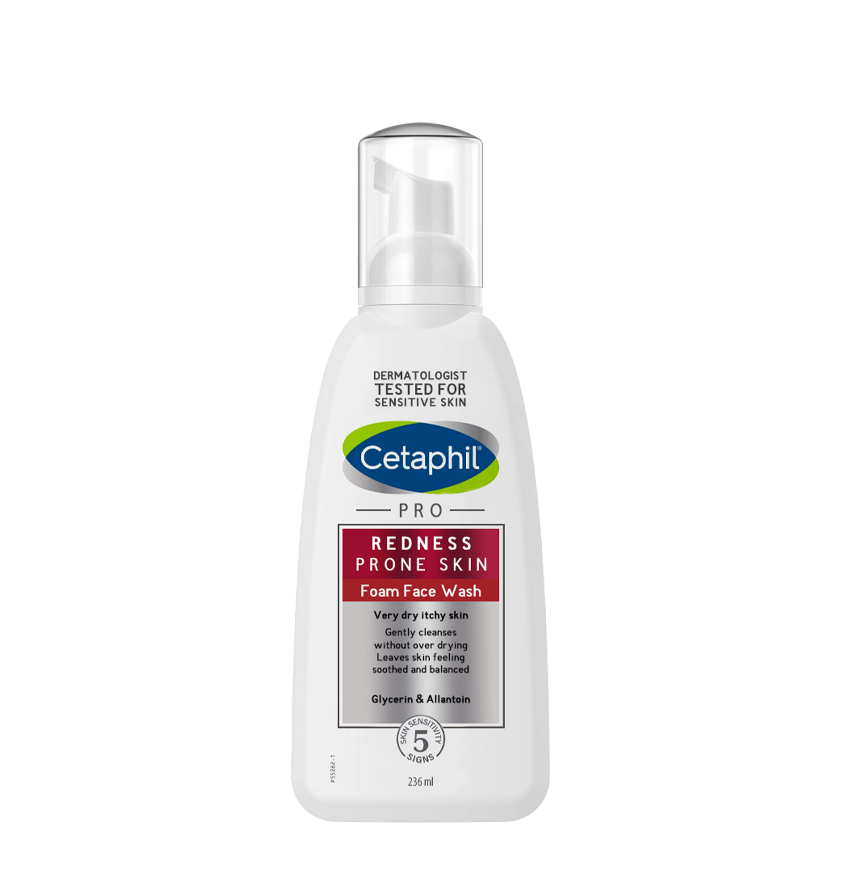 DERMATOLOGIST
TESTED FOR
SENSITIVE SKIN
Cetaphil®
PRO
REDNESS
PRONE SKIN
Foam Face Wash
Very dry itchy skin
Gently cleanses
without over drying
Leaves skin feeling
soothed and balanced
Glycerin & Allantoin
SKIN SENSITIVITY
5
SIGNS
P55262-1
236 ml